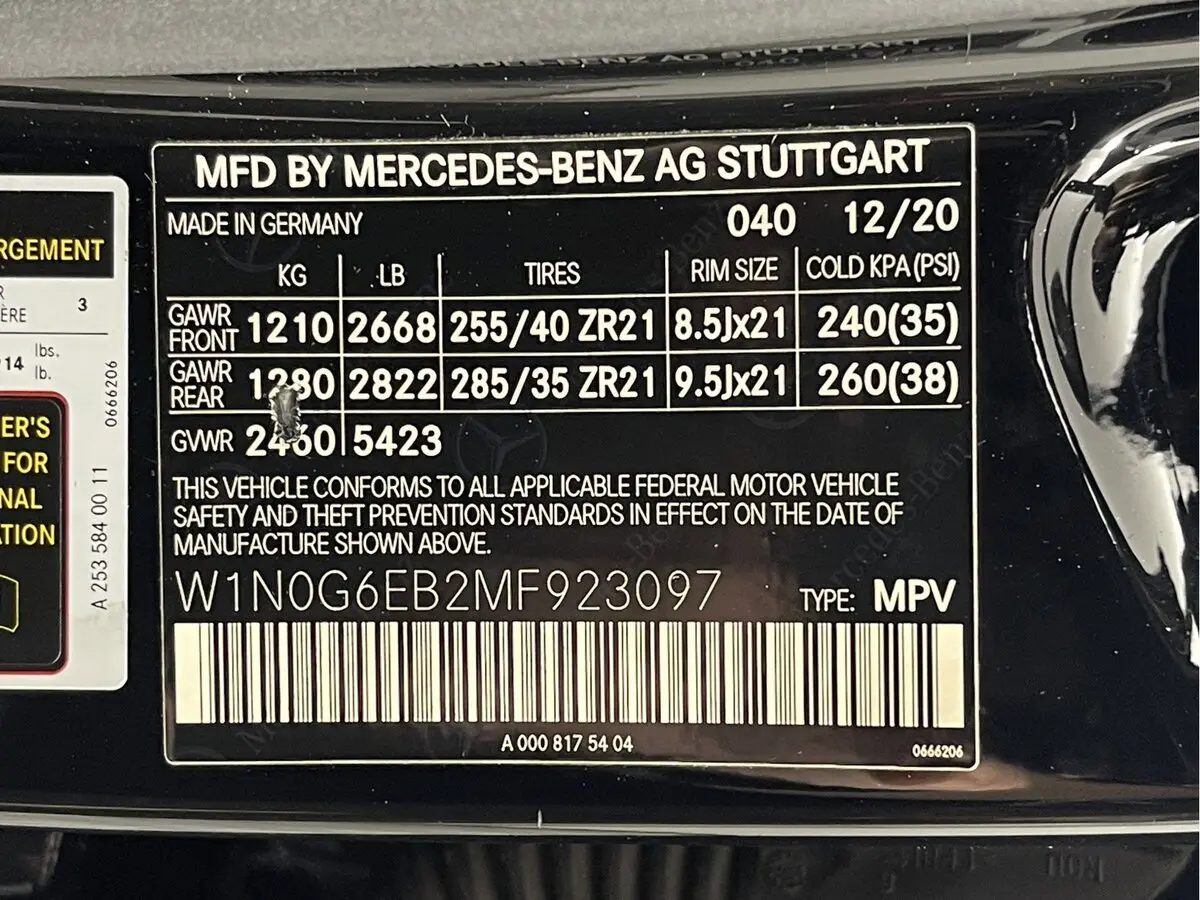 MFD BY MERCEDES-BENZ AG STUTTGART
MADE IN GERMANY 040 12/20
KG LB TIRES RIM SIZE COLD KPA (PSI)
GAWR FRONT 1210 2668 255/40 ZR21 8.5Jx21 240(35)
GAWR REAR 1280 2822 285/35 ZR21 9.5Jx21 260(38)
GVWR 2460 5423
THIS VEHICLE CONFORMS TO ALL APPLICABLE FEDERAL MOTOR VEHICLE
SAFETY AND THEFT PREVENTION STANDARDS IN EFFECT ON THE DATE OF
MANUFACTURE SHOWN ABOVE.
W1N0G6EB2MF923097 TYPE: MPV
A 000 817 54 04 0666206
RGEMENT
ÈRE 3
14 lbs.
lb.
ER'S
FOR
NAL
ATION
0666206
A 253 584 00 11